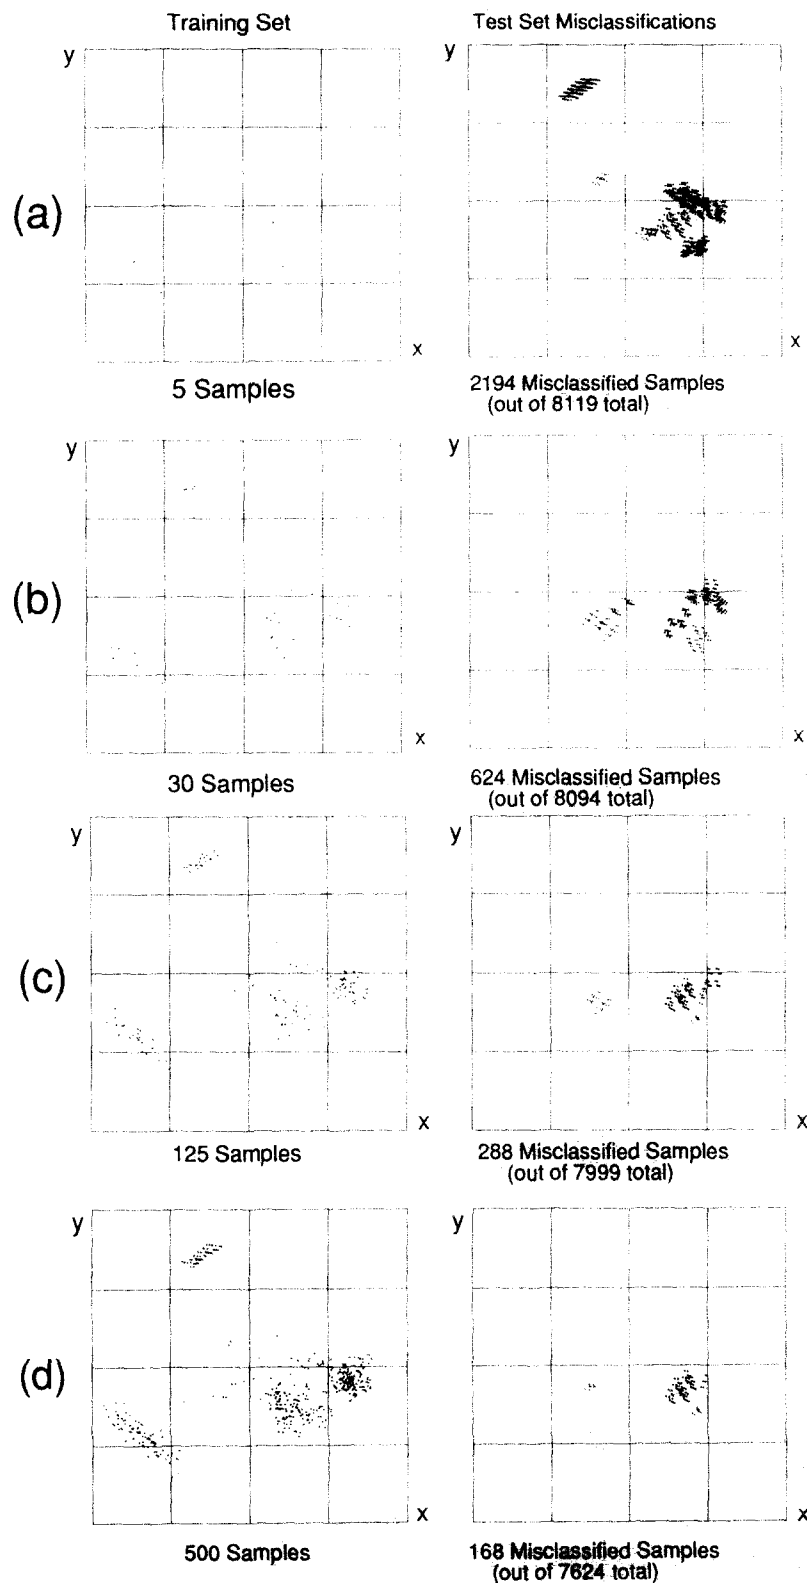 Training Set
Test Set Misclassifications
y
y
(a)
x
x
5 Samples
2194 Misclassified Samples
(out of 8119 total)
y
y
(b)
x
x
30 Samples
624 Misclassified Samples
(out of 8094 total)
y
y
(c)
x
x
125 Samples
288 Misclassified Samples
(out of 7999 total)
y
y
(d)
x
x
500 Samples
168 Misclassified Samples
(out of 7624 total)